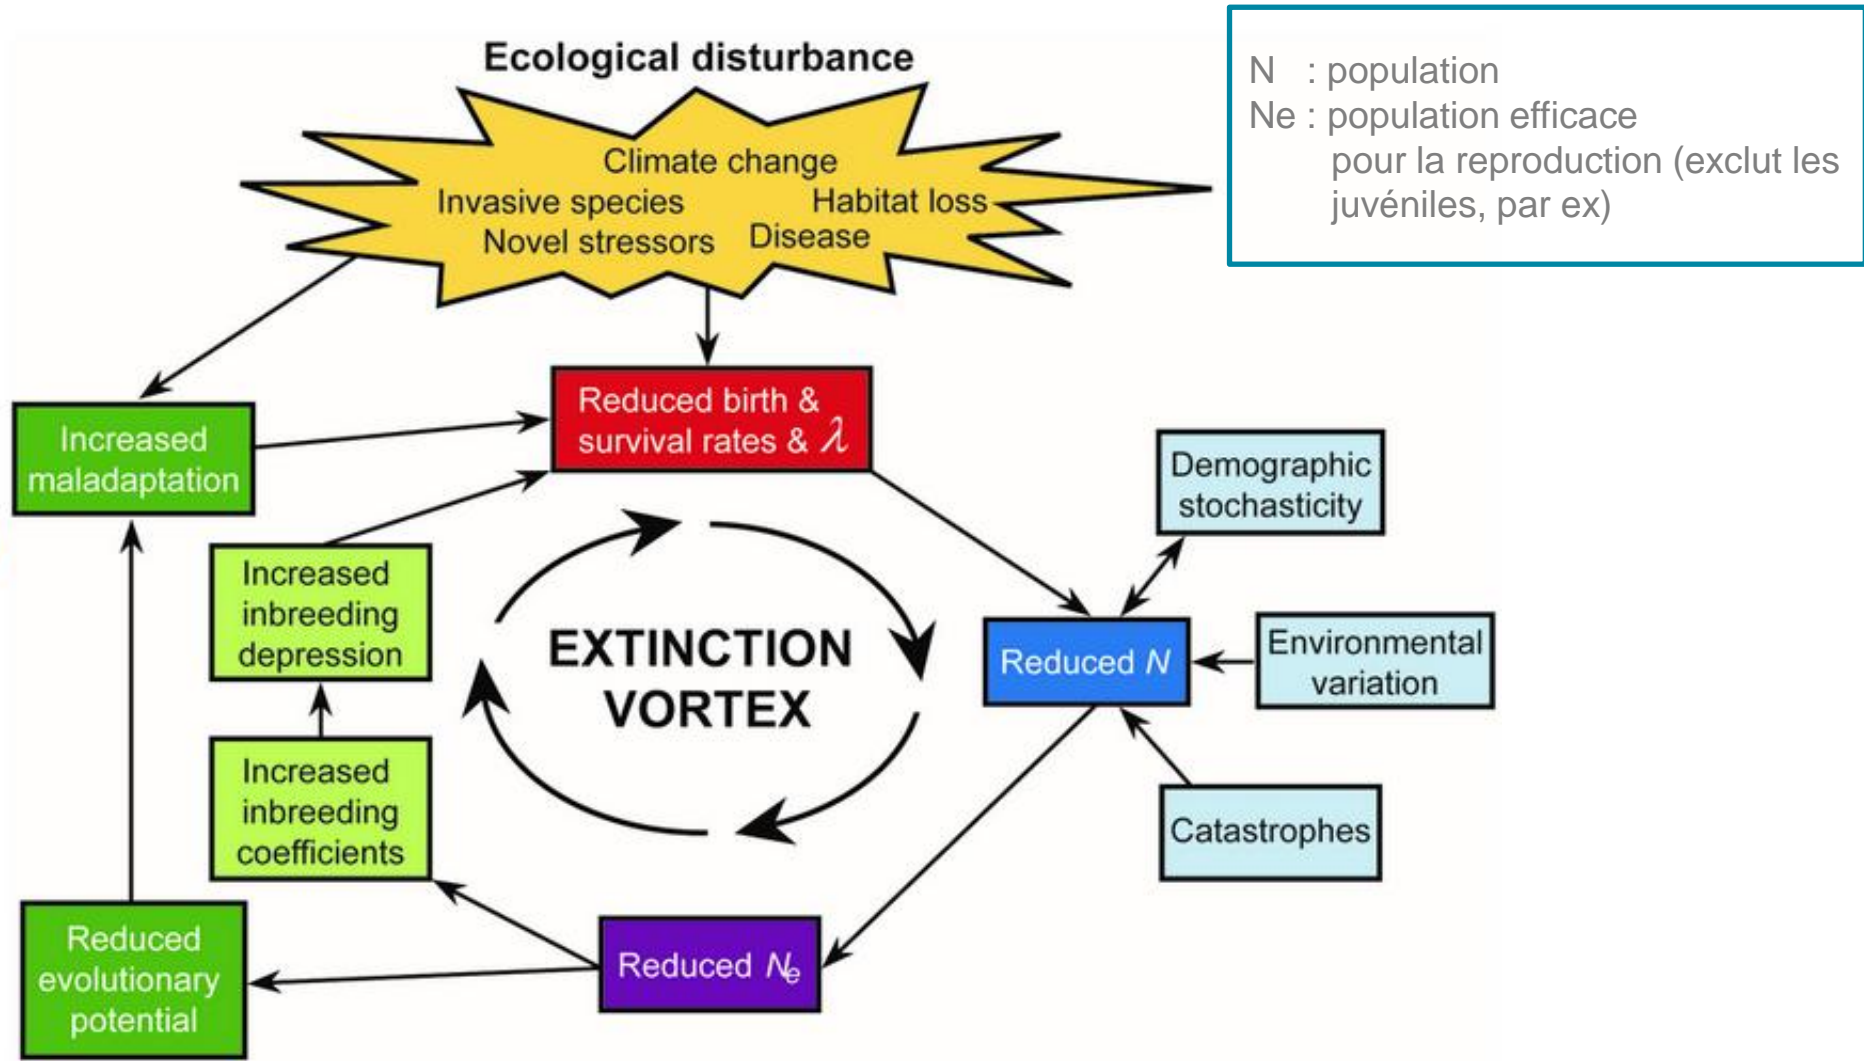 Ecological disturbance
Climate change
Invasive species
Habitat loss
Novel stressors
Disease
N : population
Ne : population efficace
pour la reproduction (exclut les
juvéniles, par ex)
Increased
maladaptation
Reduced birth &
survival rates & λ
Demographic
stochasticity
Increased
inbreeding
depression
EXTINCTION
VORTEX
Reduced N
Environmental
variation
Increased
inbreeding
coefficients
Catastrophes
Reduced
evolutionary
potential
Reduced Ne